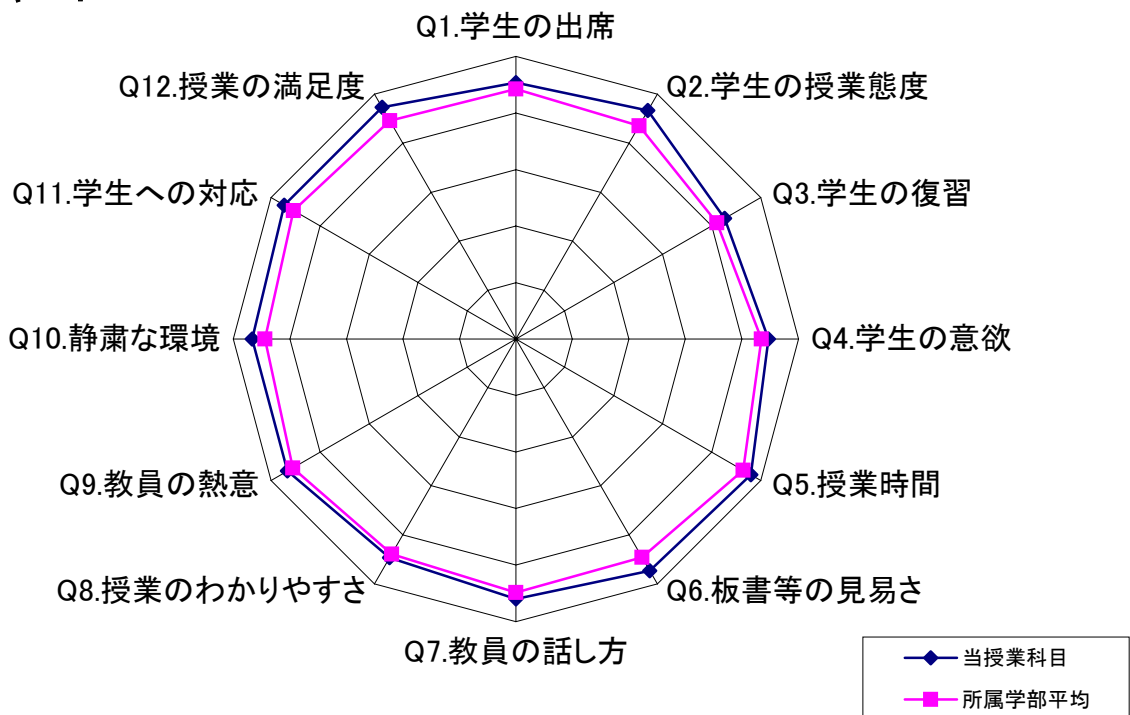 Q1.学生の出席
Q2.学生の授業態度
Q3.学生の復習
Q4.学生の意欲
Q5.授業時間
Q6.板書等の見易さ
Q7.教員の話し方
Q8.授業のわかりやすさ
Q9.教員の熱意
Q10.静粛な環境
Q11.学生への対応
Q12.授業の満足度
当授業科目
所属学部平均